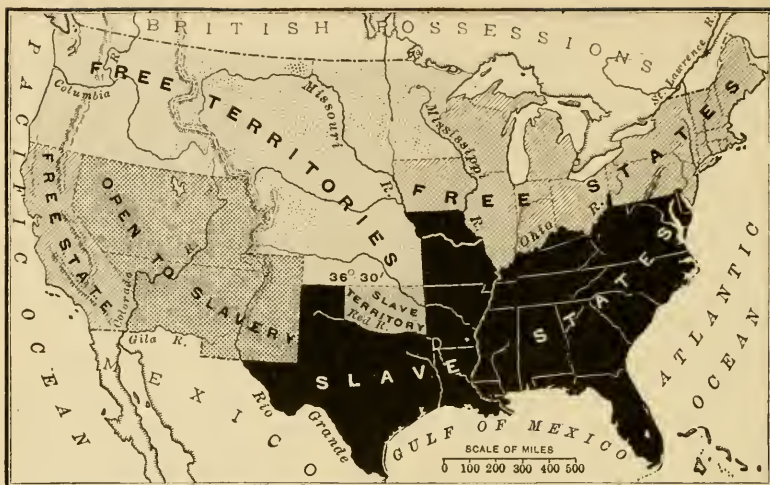 BRITISH POSSESSIONS
PACIFIC OCEAN
Columbia R.
FREE TERRITORIES
Missouri R.
Mississippi R.
St. Lawrence R.
FREE STATES
Ohio R.
FREE STATE
OPEN TO SLAVERY
Colorado R.
Gila R.
36° 30'
SLAVE
TERRITORY
Red R.
SLAVE STATES
MEXICO
Rio Grande
GULF OF MEXICO
ATLANTIC
OCEAN
SCALE OF MILES
0 100 200 300 400 500